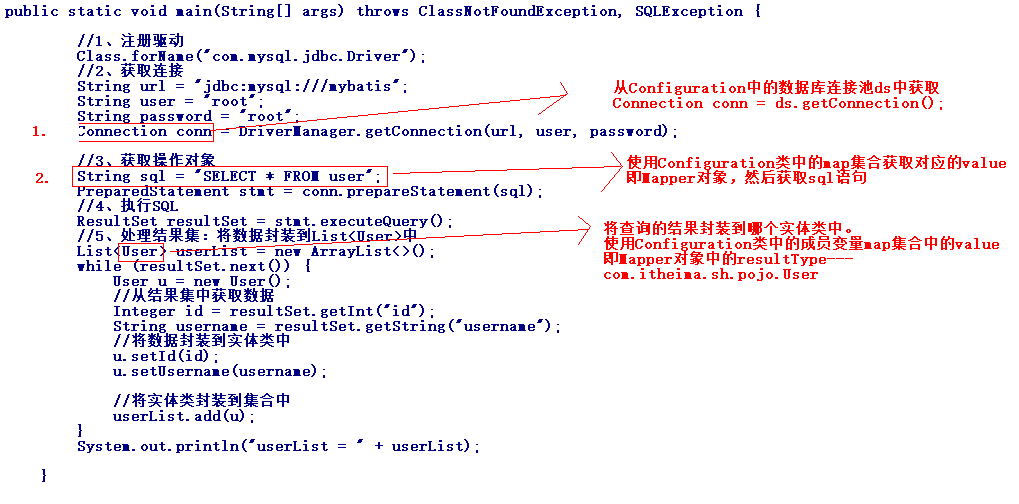 public static void main(String[] args) throws ClassNotFoundException, SQLException {
//1、注册驱动
Class.forName("com.mysql.jdbc.Driver");
//2、获取连接
String url = "jdbc:mysql:///mybatis";
String user = "root";
String password = "root";
1. Connection conn = DriverManager.getConnection(url, user, password);
从Configuration中的数据库连接池ds中获取
Connection conn = ds.getConnection();
//3、获取操作对象
2. String sql = "SELECT * FROM user";
PreparedStatement stmt = conn.prepareStatement(sql);
使用Configuration类中的map集合获取对应的value
即Mapper对象，然后获取sql语句
//4、执行SQL
ResultSet resultSet = stmt.executeQuery();
//5、处理结果集：将数据封装到List<User>中
List<User> userList = new ArrayList<>();
将查询的结果封装到哪个实体类中。
使用Configuration类中的成员变量map集合中的value
即Mapper对象中的resultType---
com.itheima.sh.pojo.User
while (resultSet.next()) {
User u = new User();
//从结果集中获取数据
Integer id = resultSet.getInt("id");
String username = resultSet.getString("username");
//将数据封装到实体类中
u.setId(id);
u.setUsername(username);
//将实体类封装到集合中
userList.add(u);
}
System.out.println("userList = " + userList);
}